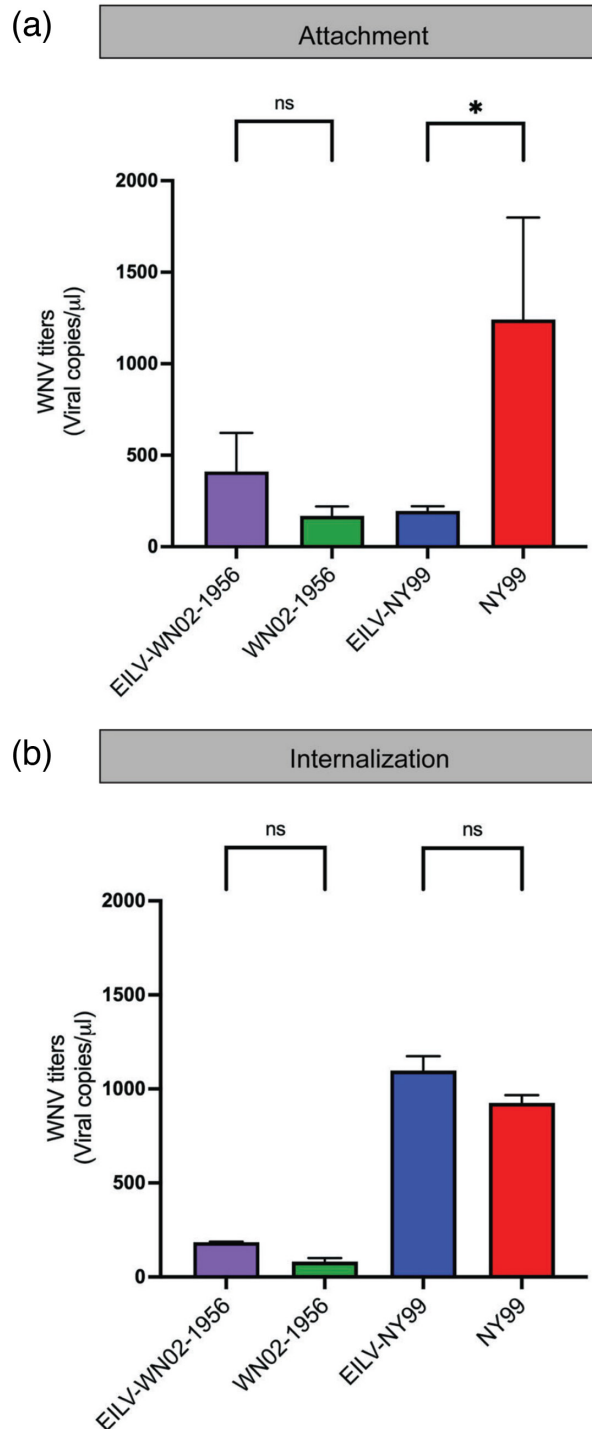 (a)
Attachment
ns
*
2000
1500
1000
500
0
WNV titers
(Viral copies/µl)
EILV-WN02-1956
WN02-1956
EILV-NY99
NY99
(b)
Internalization
ns
ns
2000
1500
1000
500
0
WNV titers
(Viral copies/µl)
EILV-WN02-1956
WN02-1956
EILV-NY99
NY99